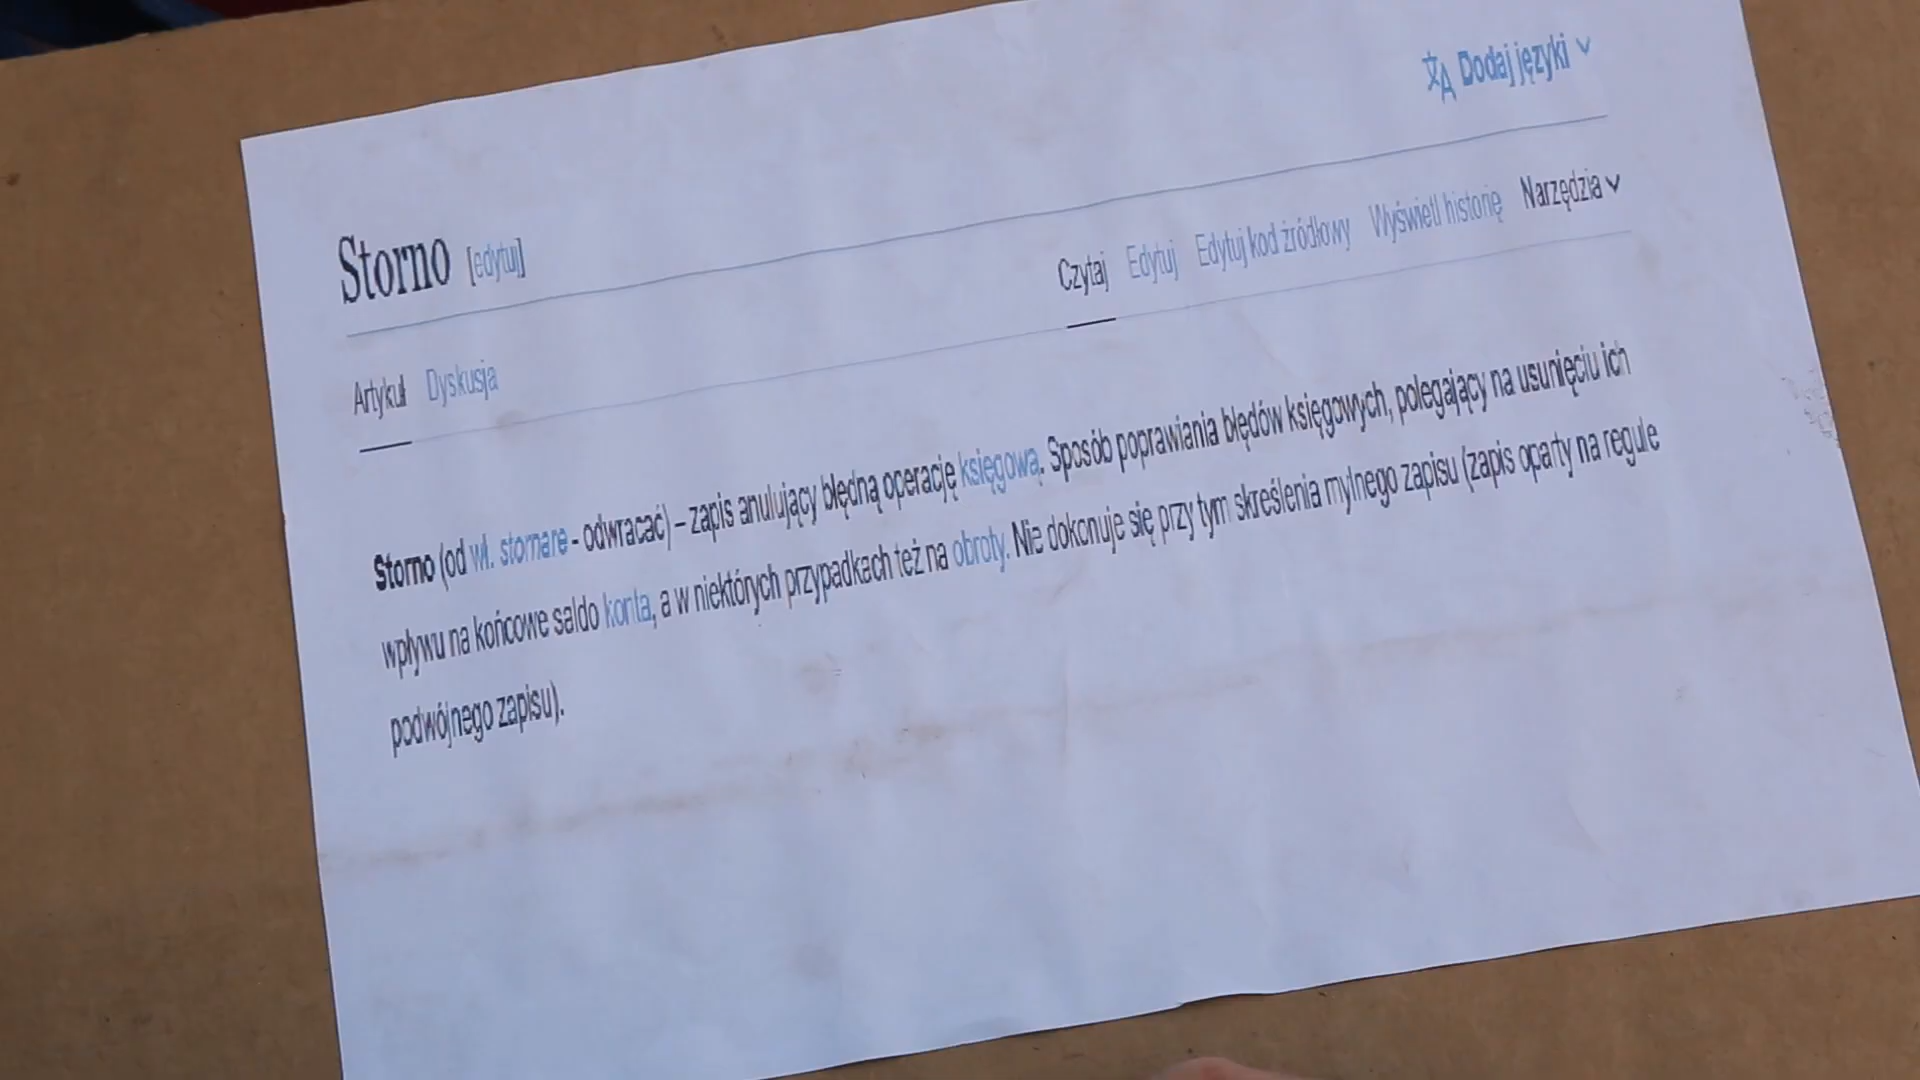 Dodaj języki
Storno [edytuj]
Artykuł Dyskusja Czytaj Edytuj Edytuj kod źródłowy Wyświetl historię Narzędzia
Storno (od wł. stornare - odwracać) – zapis anulujący błędną operację księgową. Sposób poprawiania błędów księgowych, polegający na usunięciu ich
wpływu na końcowe saldo konta, a w niektórych przypadkach też na obroty. Nie dokonuje się przy tym skreślenia mylnego zapisu (zapis oparty na regule
podwójnego zapisu).